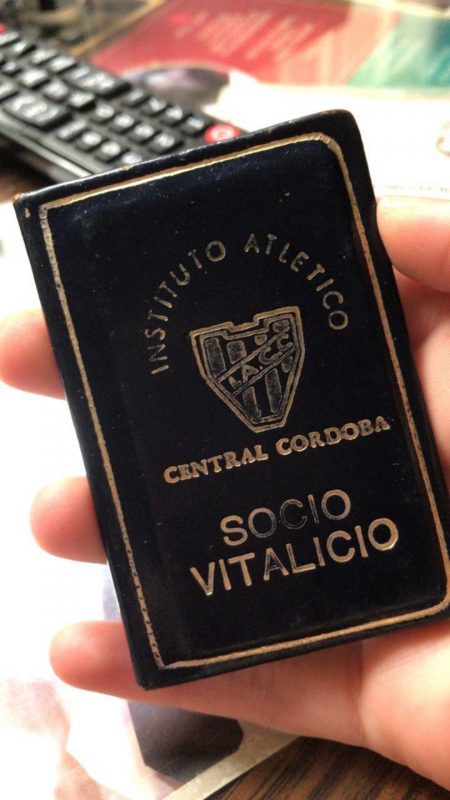 INSTITUTO ATLETICO
I.A.C.C.
CENTRAL CORDOBA
SOCIO
VITALICIO